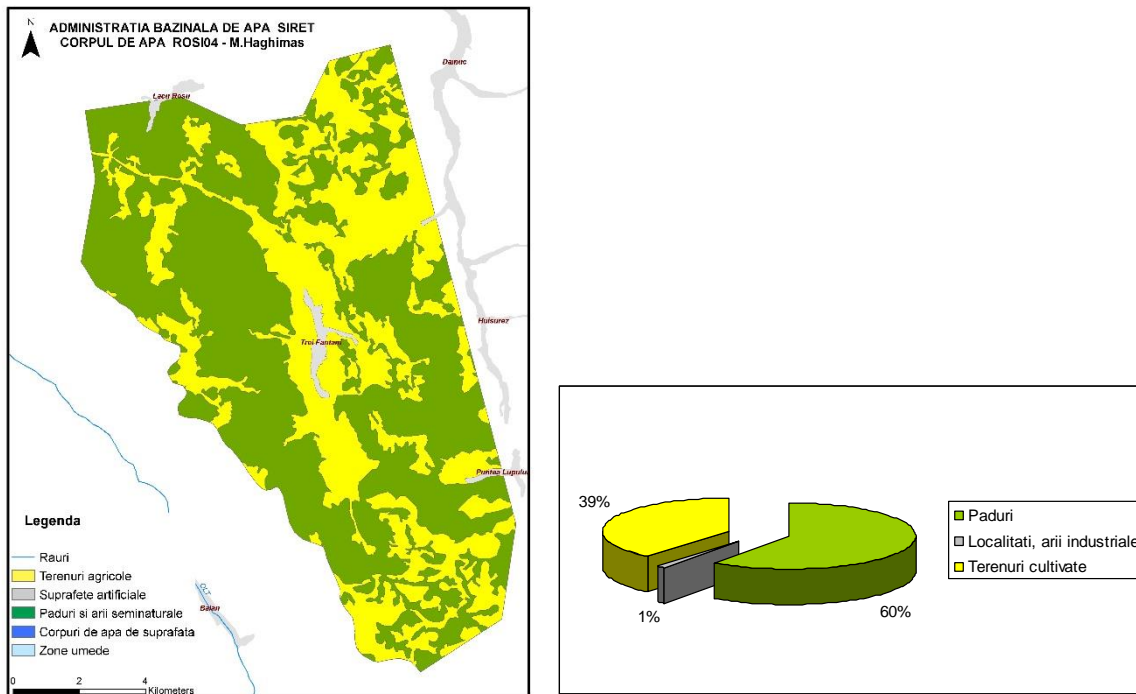 N
ADMINISTRATIA BAZINALA DE APA SIRET
CORPUL DE APA ROSI04 - M.Haghimas
Damuc
Lacu Rosu
Huisurez
Trei Fantani
Puntea Lupului
Legenda
Rauri
Terenuri agricole
Suprafete artificiale
Paduri si arii seminaturale
Corpuri de apa de suprafata
Zone umede
OLT
Balan
0 2 4
Kilometers
39%
1%
60%
Paduri
Localitati, arii industriale
Terenuri cultivate